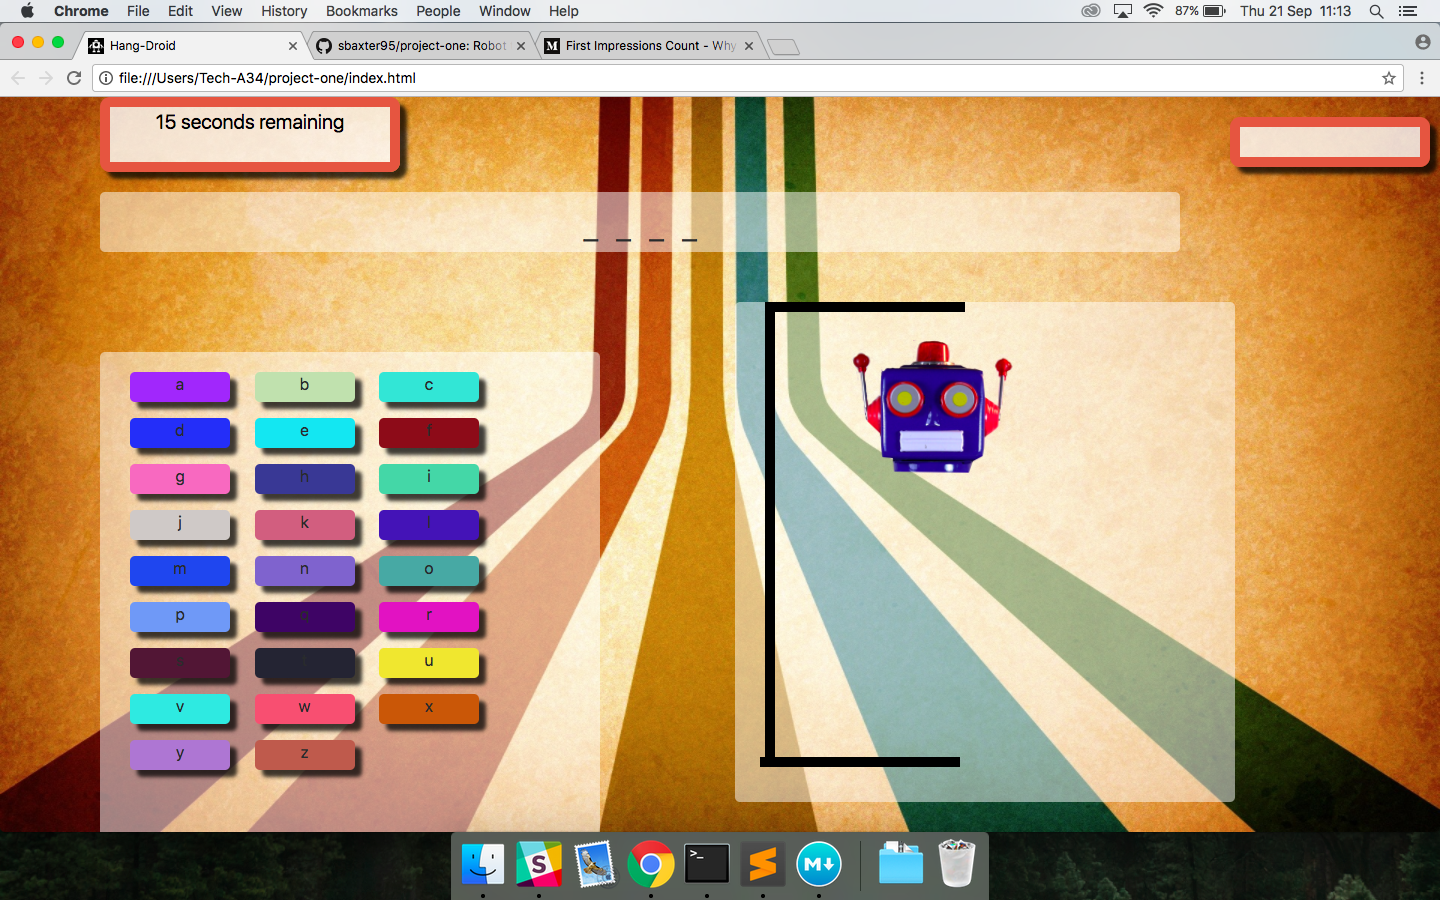 Chrome File Edit View History Bookmarks People Window Help 87% Thu 21 Sep 11:13
Hang-Droid sbaxter95/project-one: Robot First Impressions Count - Why
file:///Users/Tech-A34/project-one/index.html
15 seconds remaining
_ _ _ _
a b c
d e f
g h i
j k l
m n o
p q r
u
v w x
y z